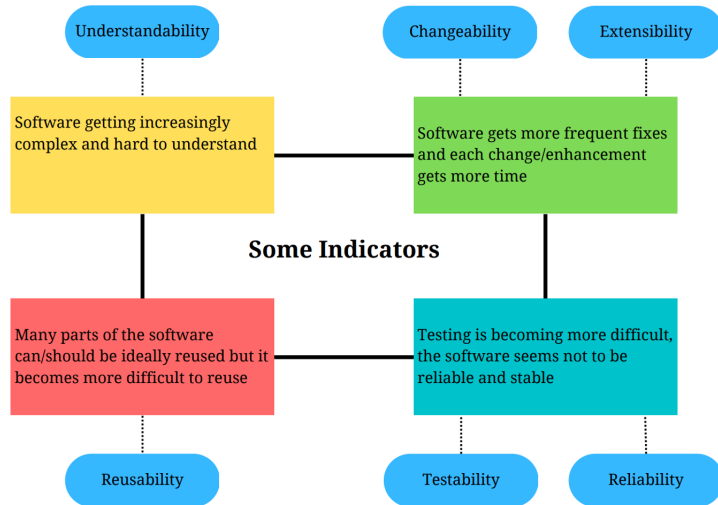 Understandability
Changeability
Extensibility
Software getting increasingly
complex and hard to understand
Software gets more frequent fixes
and each change/enhancement
gets more time
Some Indicators
Many parts of the software
can/should be ideally reused but it
becomes more difficult to reuse
Testing is becoming more difficult,
the software seems not to be
reliable and stable
Reusability
Testability
Reliability